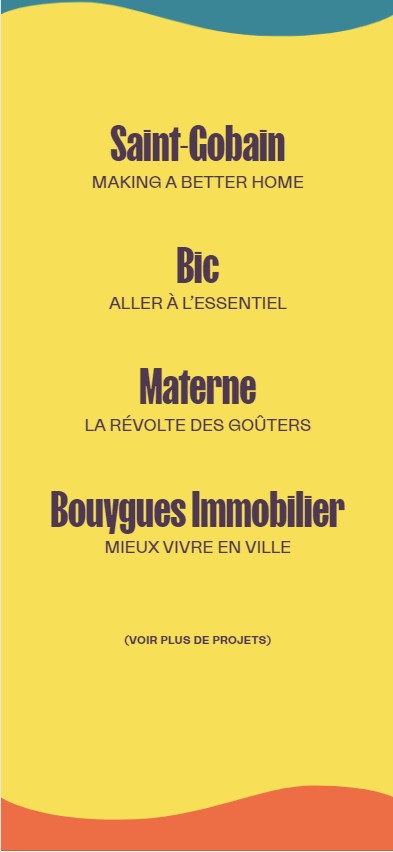 Saint-Gobain
MAKING A BETTER HOME
Bic
ALLER À L'ESSENTIEL
Materne
LA RÉVOLTE DES GOÛTERS
Bouygues Immobilier
MIEUX VIVRE EN VILLE
(VOIR PLUS DE PROJETS)